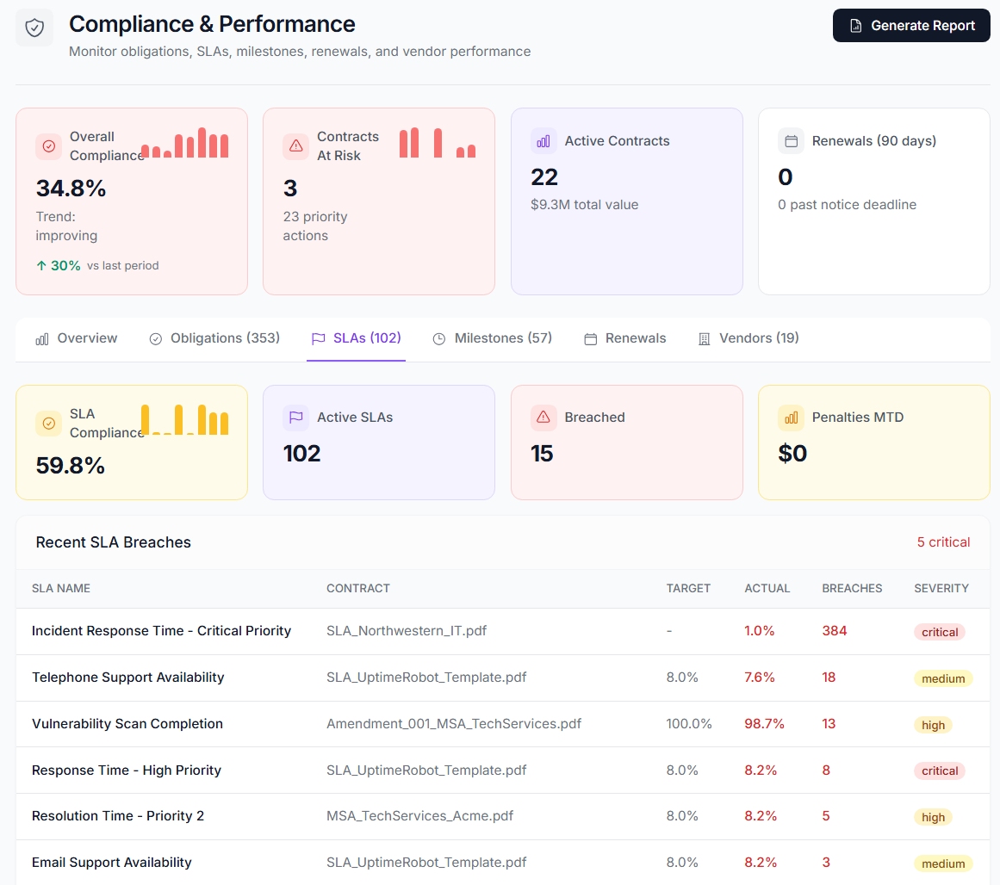 Compliance & Performance
Monitor obligations, SLAs, milestones, renewals, and vendor performance
Generate Report
Overall
Compliance
34.8%
Trend:
improving
↑ 30% vs last period
Contracts
At Risk
3
23 priority
actions
Active Contracts
22
$9.3M total value
Renewals (90 days)
0
0 past notice deadline
Overview
Obligations (353)
SLAs (102)
Milestones (57)
Renewals
Vendors (19)
SLA
Compliance
59.8%
Active SLAs
102
Breached
15
Penalties MTD
$0
Recent SLA Breaches
5 critical
SLA NAME CONTRACT TARGET ACTUAL BREACHES SEVERITY
Incident Response Time - Critical Priority SLA_Northwestern_IT.pdf - 1.0% 384 critical
Telephone Support Availability SLA_UptimeRobot_Template.pdf 8.0% 7.6% 18 medium
Vulnerability Scan Completion Amendment_001_MSA_TechServices.pdf 100.0% 98.7% 13 high
Response Time - High Priority SLA_UptimeRobot_Template.pdf 8.0% 8.2% 8 critical
Resolution Time - Priority 2 MSA_TechServices_Acme.pdf 8.0% 8.2% 5 high
Email Support Availability SLA_UptimeRobot_Template.pdf 8.0% 8.2% 3 medium